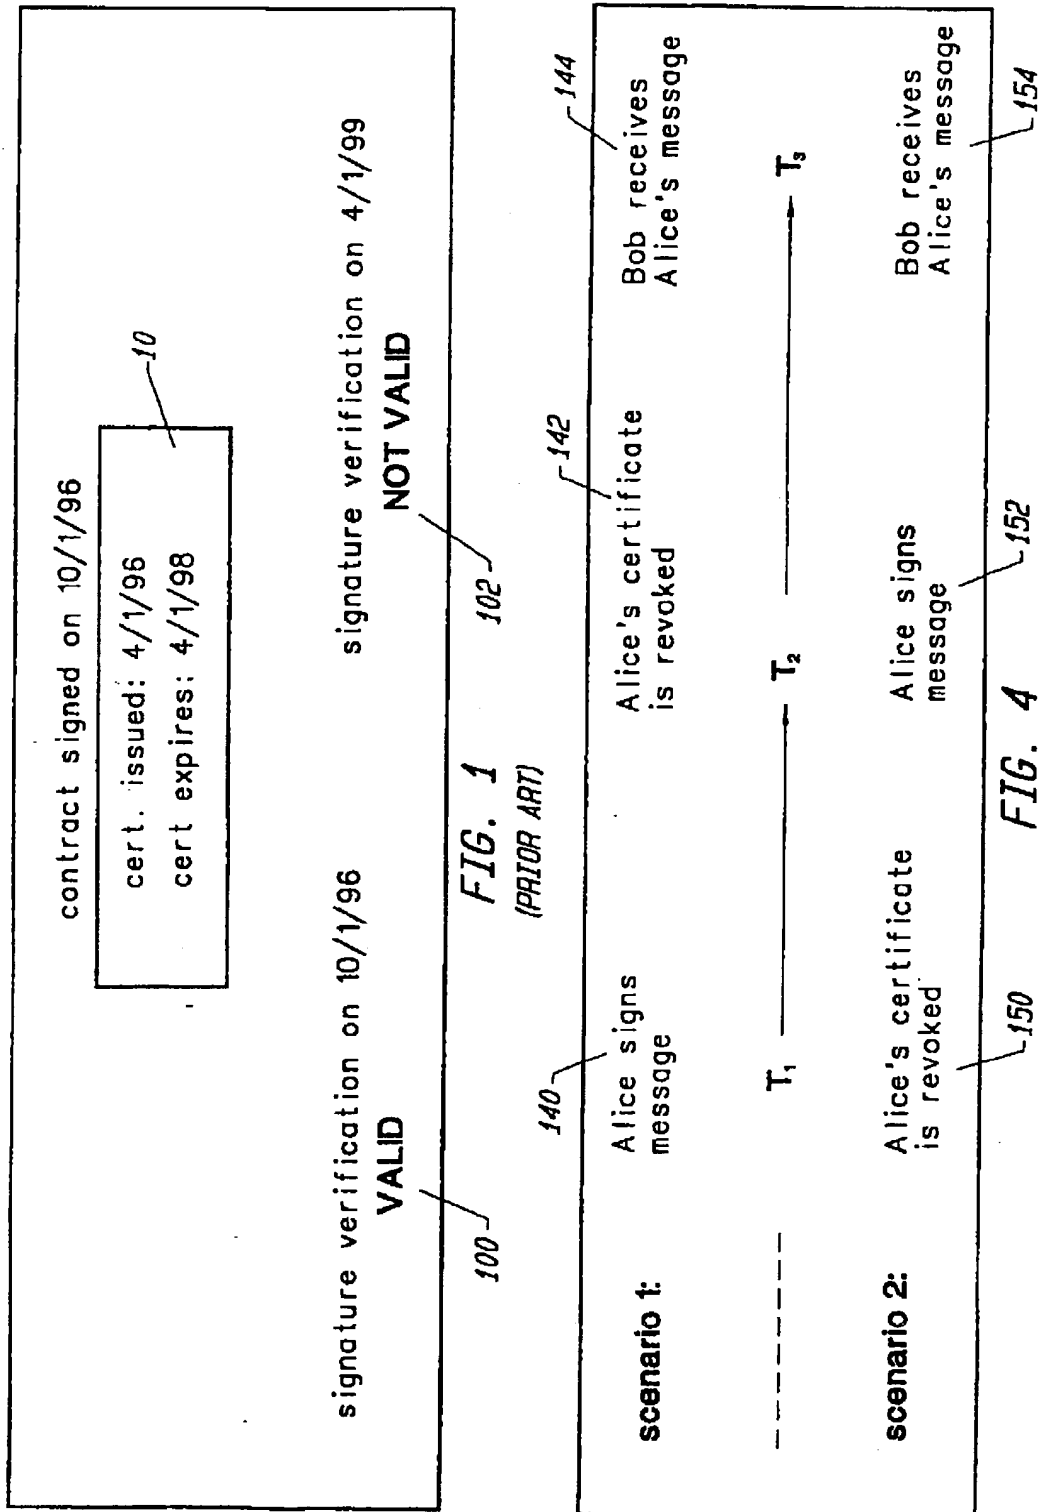 contract signed on 10/1/96
cert. issued: 4/1/96
cert expires: 4/1/98
10
signature verification on 10/1/96
VALID
100
signature verification on 4/1/99
NOT VALID
102
FIG. 1
(PRIOR ART)
140
142
144
scenario 1:
Alice signs
message
Alice's certificate
is revoked
Bob receives
Alice's message
T1
T2
T3
scenario 2:
Alice's certificate
is revoked
Alice signs
message
Bob receives
Alice's message
150
152
154
FIG. 4